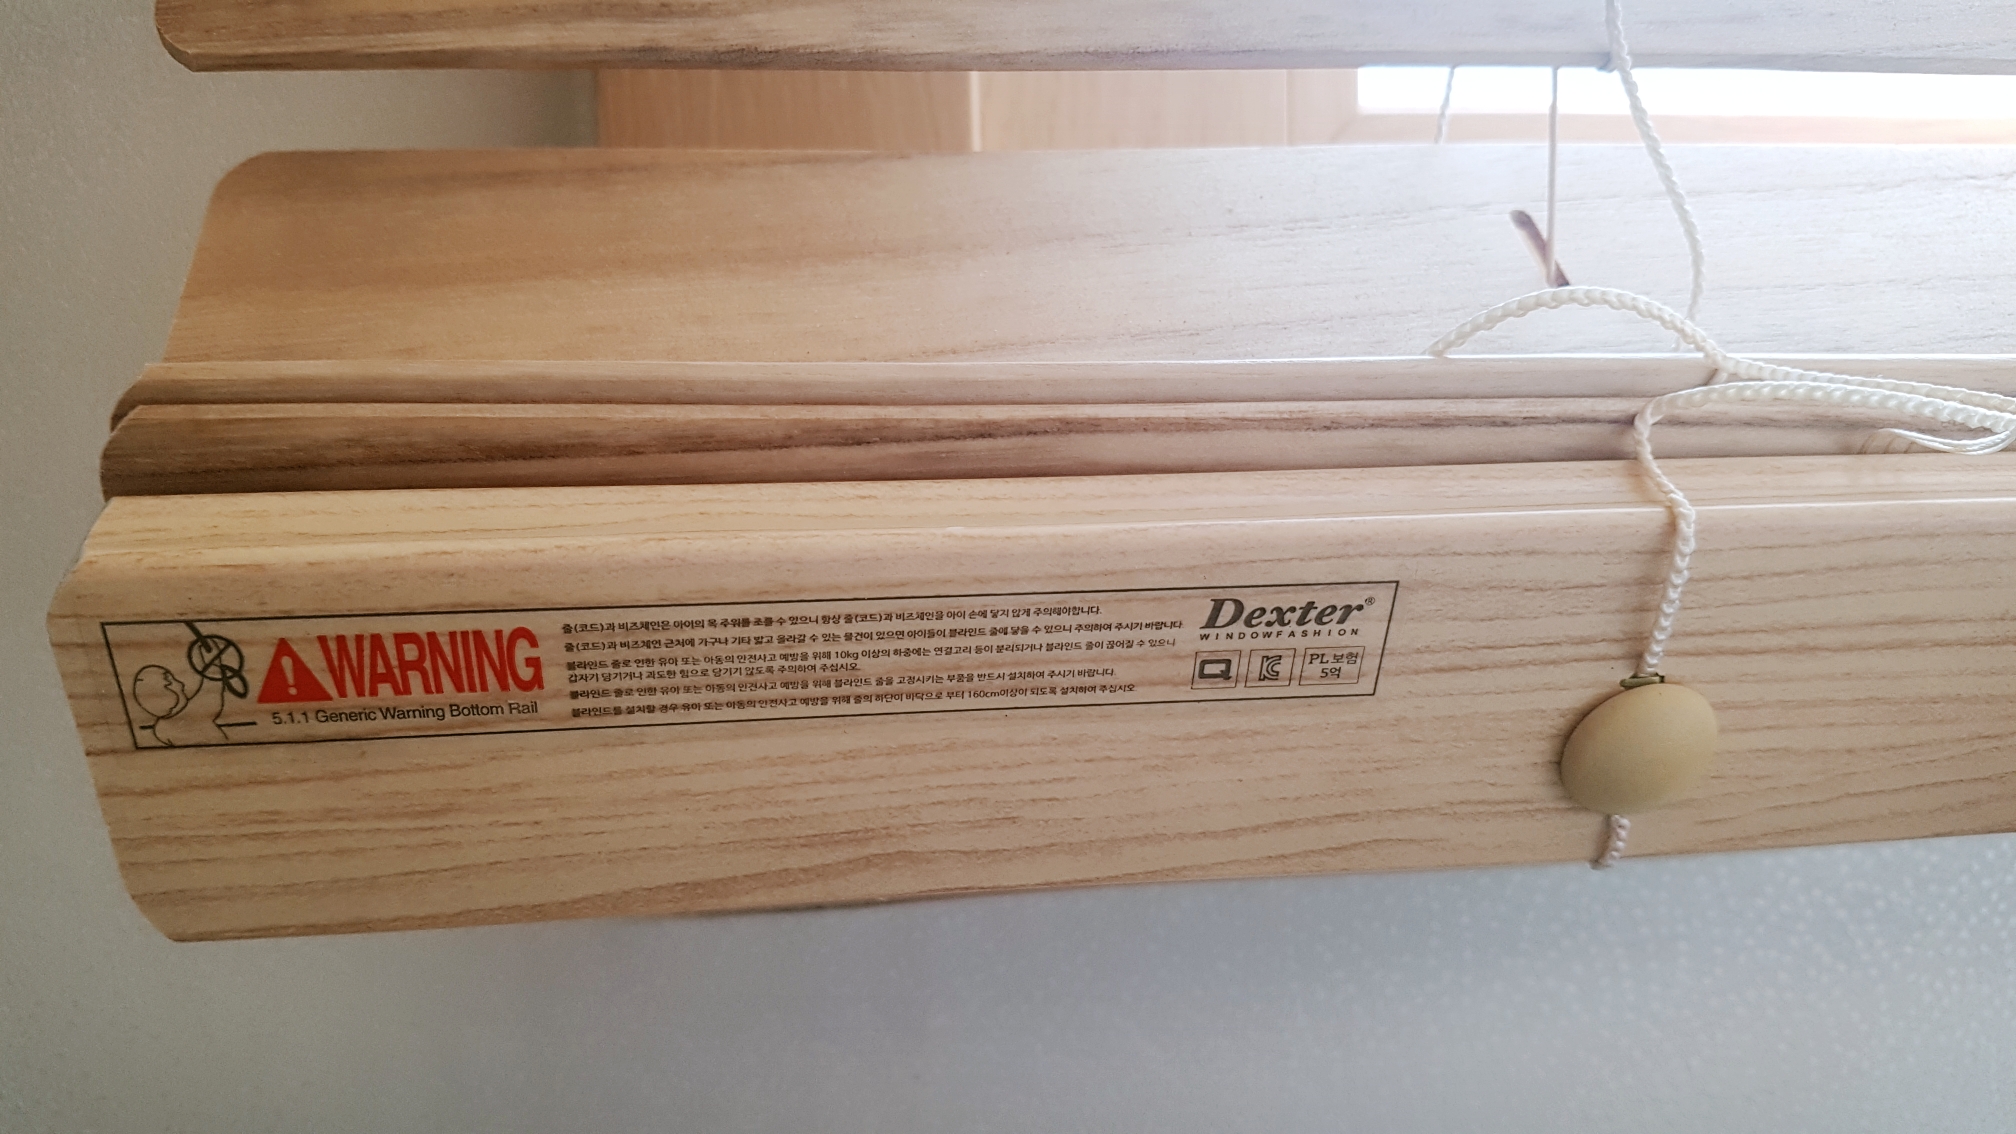 WARNING
5.1.1 Generic Warning Bottom Rail
줄(코드)과 비즈체인은 아이의 목 주위를 조를 수 있으니 항상 줄(코드)과 비즈체인을 아이 손에 닿지 않게 주의해야합니다.
줄(코드)과 비즈체인 근처에 가구나 기타 밟고 올라갈 수 있는 물건이 있으면 아이들이 블라인드 줄에 닿을 수 있으니 주의하여 주시기 바랍니다.
블라인드 줄로 인한 유아 또는 아동의 안전사고 예방을 위해 10kg 이상의 하중에는 연결고리 등이 분리되거나 블라인드 줄이 끊어질 수 있으니
갑자기 당기거나 과도한 힘으로 당기지 않도록 주의하여 주십시오.
블라인드 줄로 인한 유아 또는 아동의 안전사고 예방을 위해 블라인드 줄을 고정시키는 부품을 반드시 설치하여 주시기 바랍니다.
블라인드를 설치할 경우 유아 또는 아동의 안전사고 예방을 위해 줄의 하단이 바닥으로 부터 160cm이상이 되도록 설치하여 주십시오
Dexter®
WINDOWFASHION
PL 보험
5억